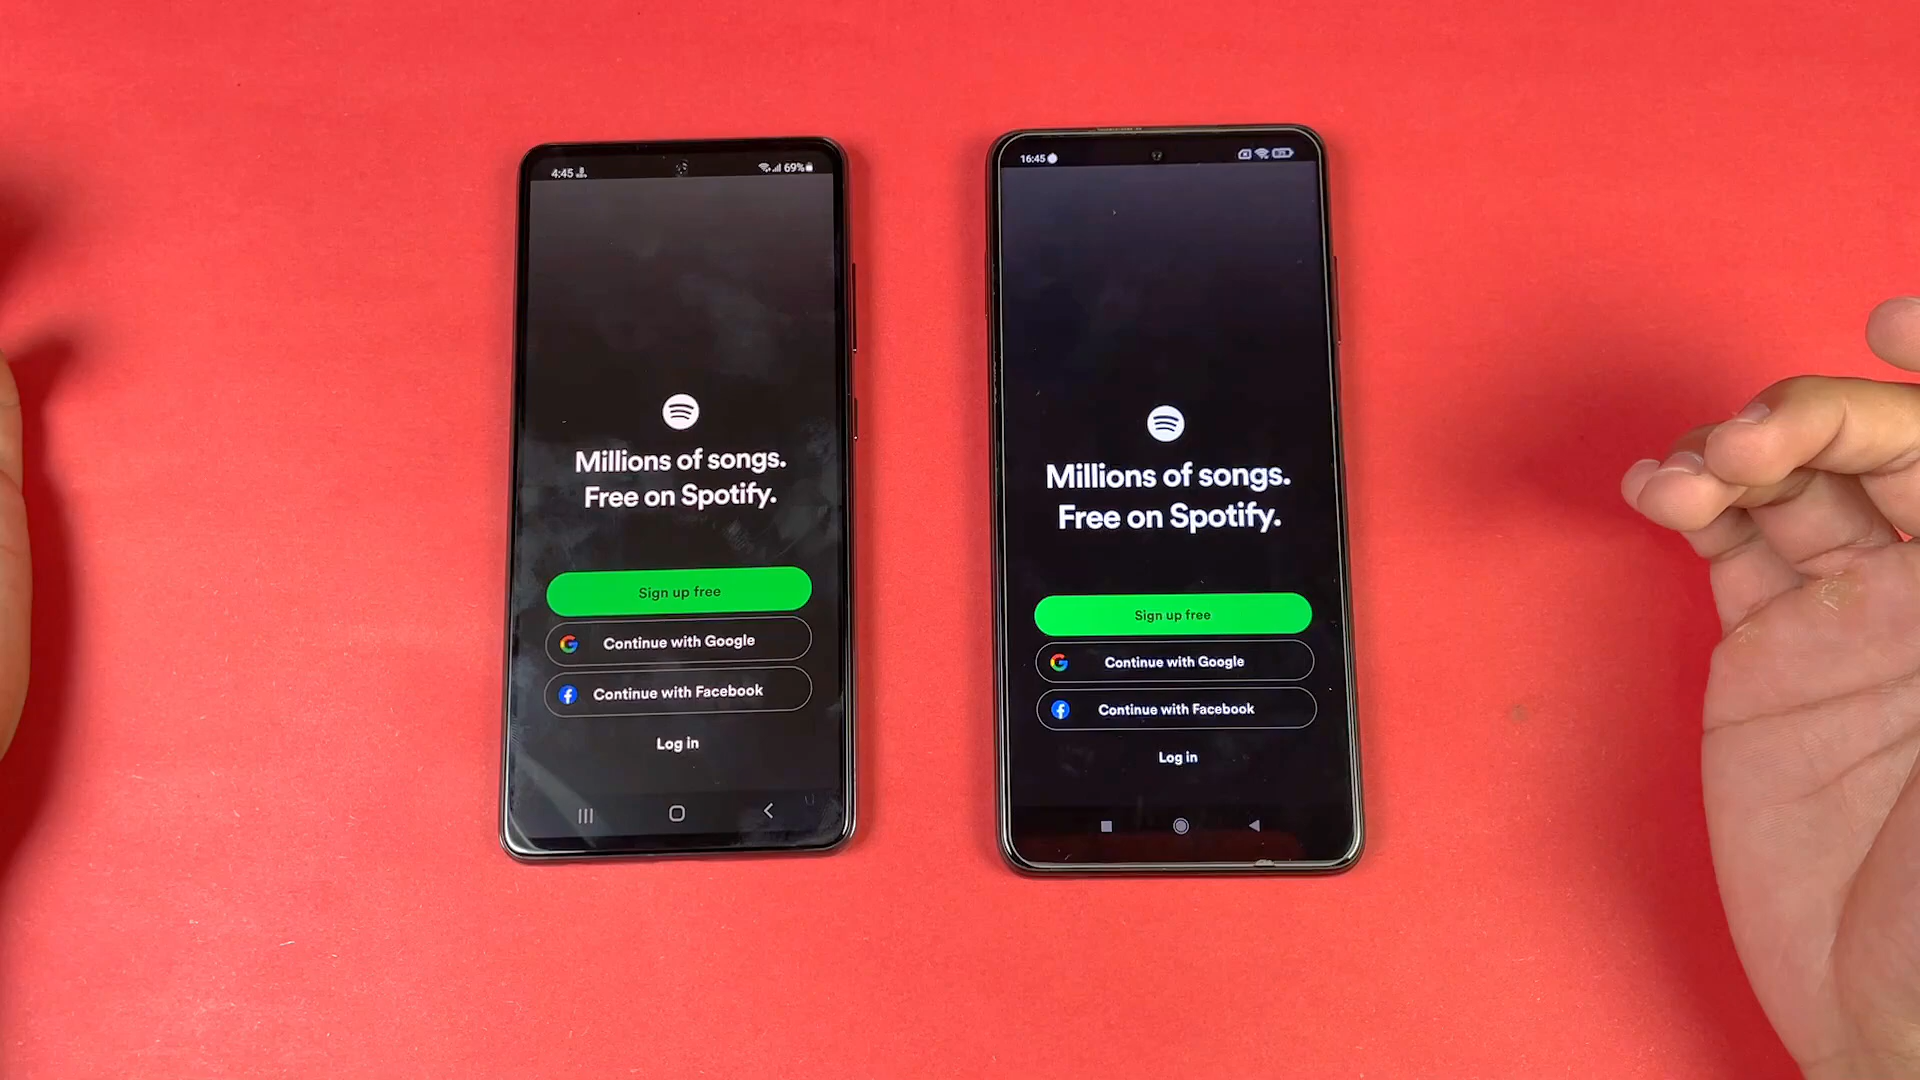 4:45
69%
Millions of songs.
Free on Spotify.
Sign up free
Continue with Google
Continue with Facebook
Log in
16:45
Millions of songs.
Free on Spotify.
Sign up free
Continue with Google
Continue with Facebook
Log in